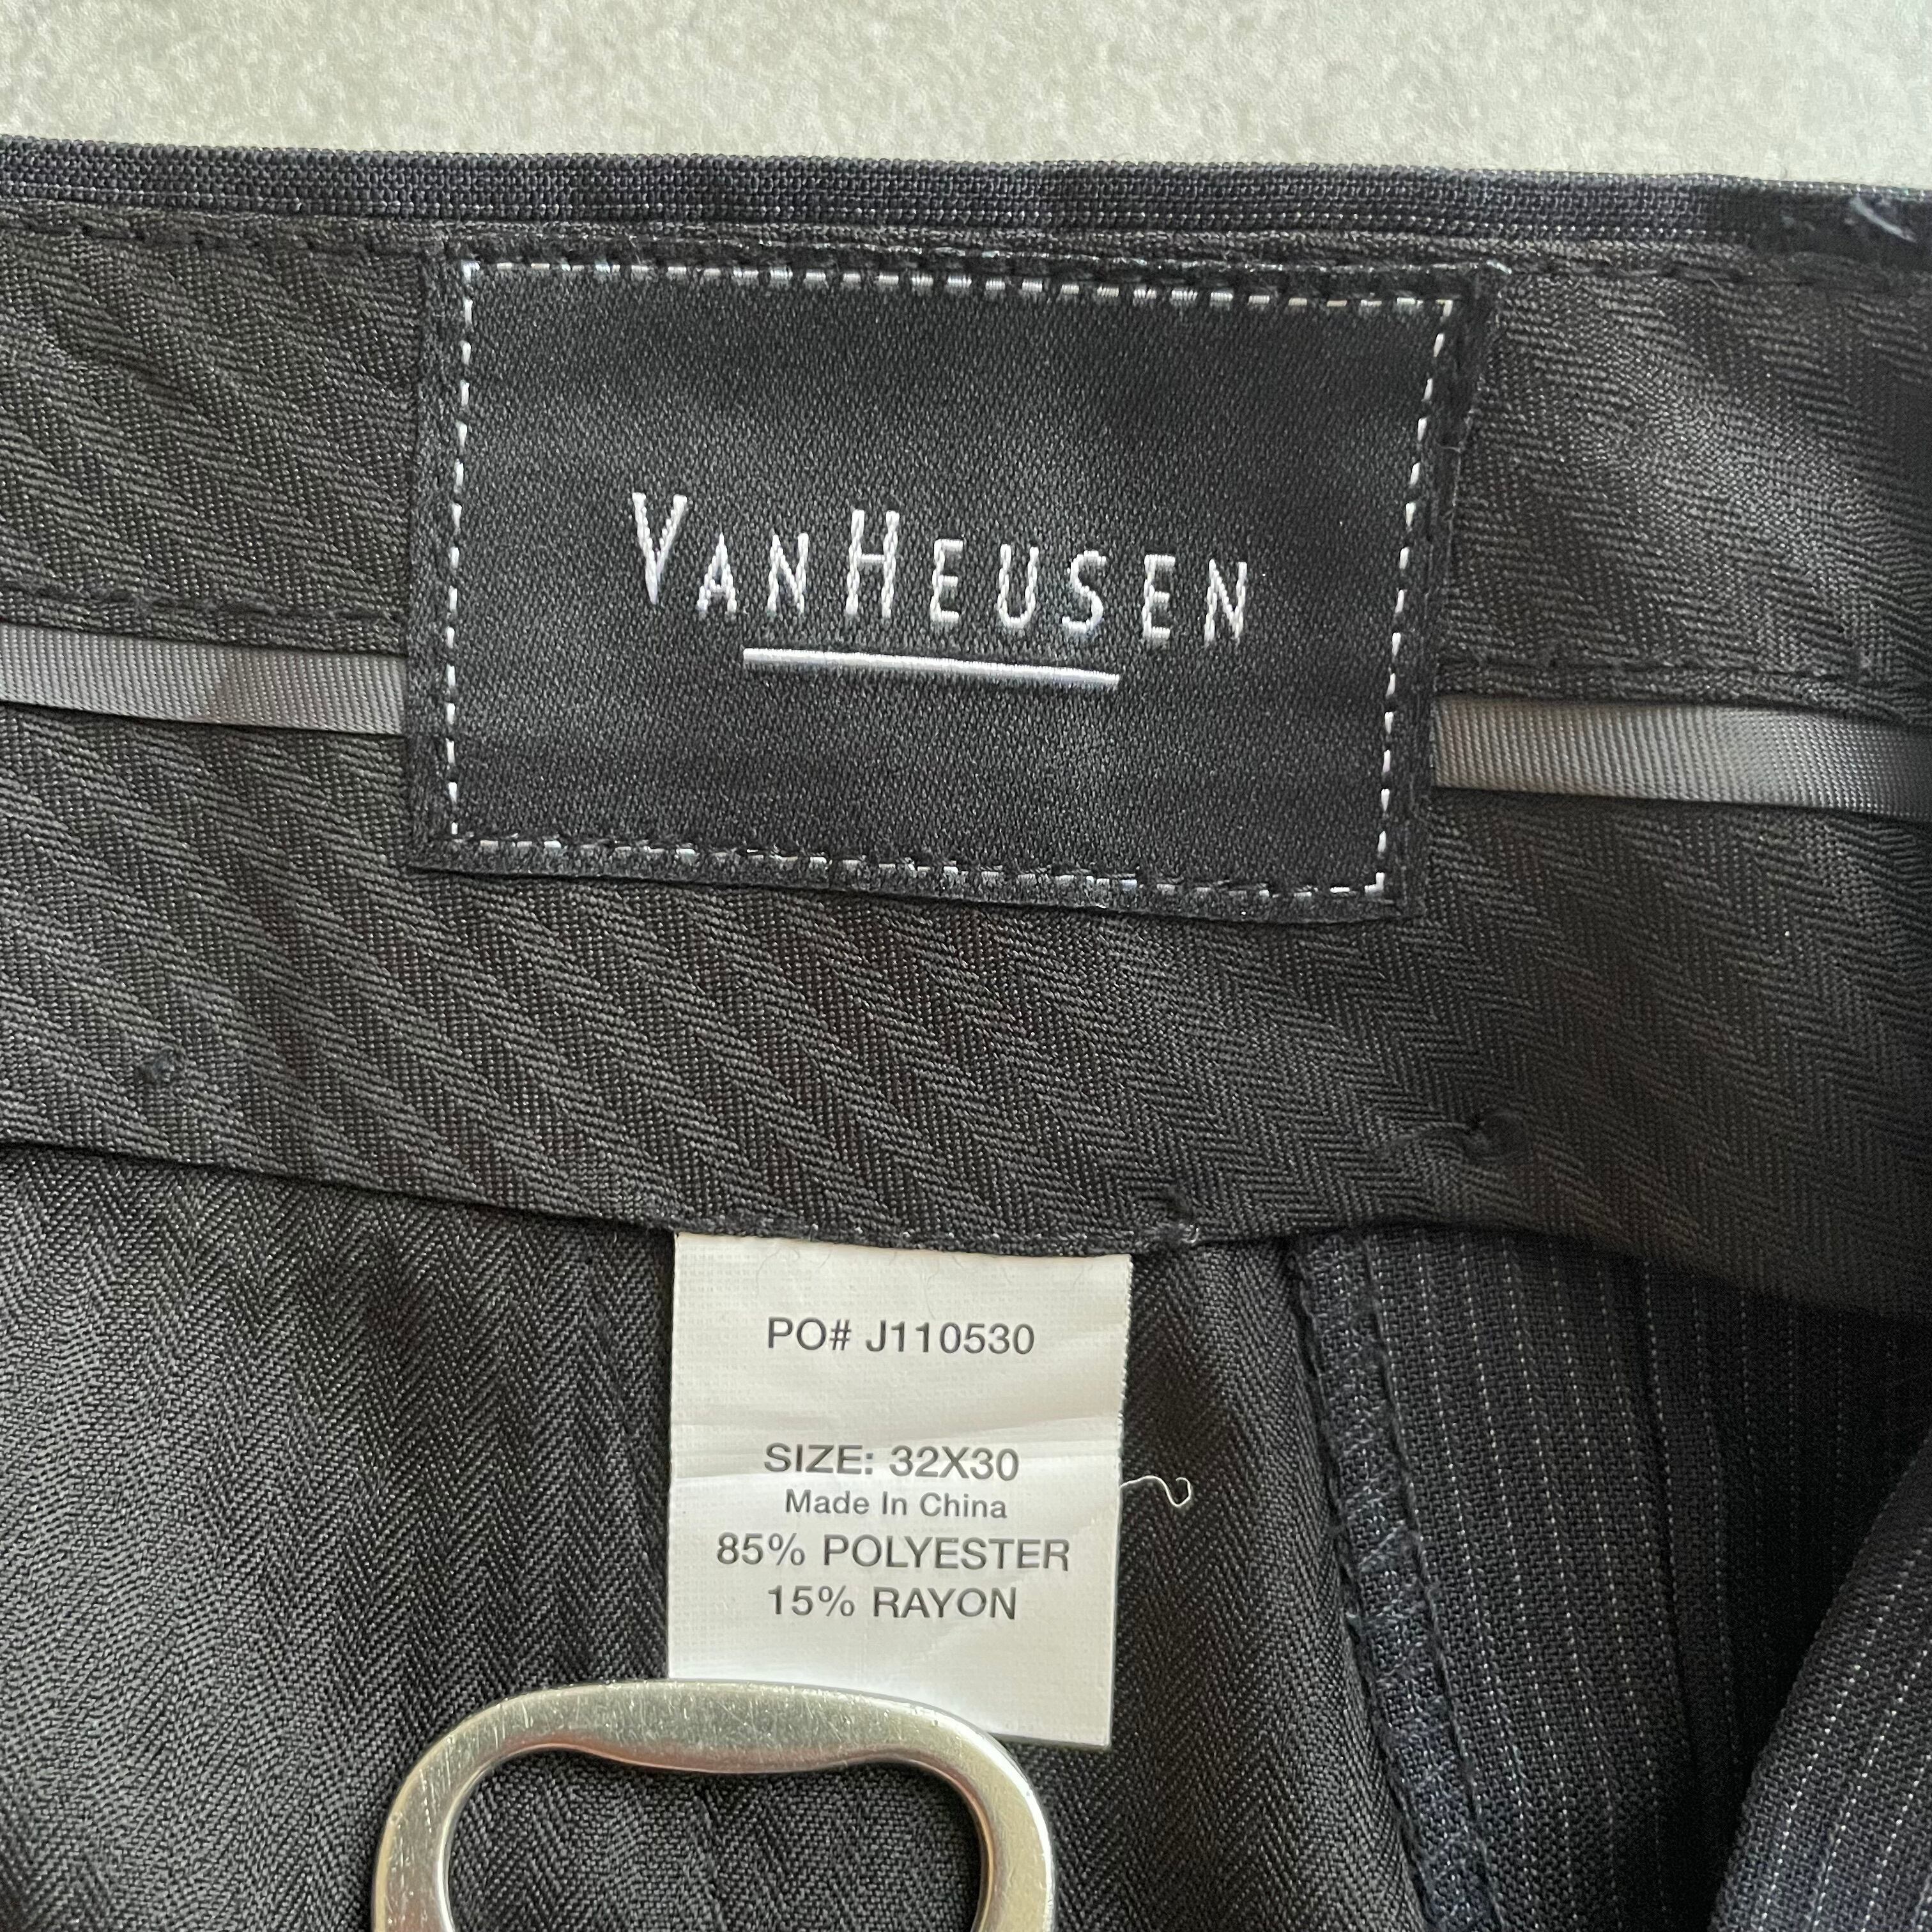 VANHEUSEN
PO# J110530
SIZE: 32X30
Made In China
85% POLYESTER
15% RAYON